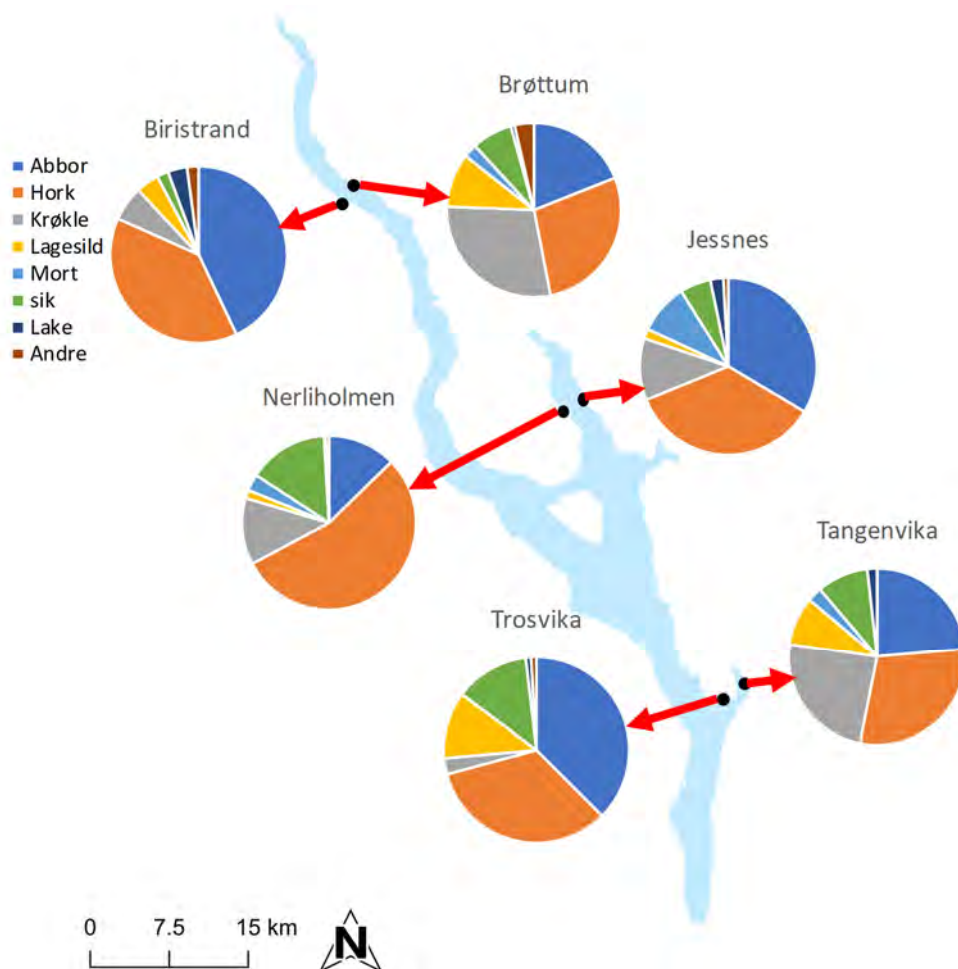 Brøttum
Biristrand
Abbor
Hork
Krøkle
Lagesild
Mort
sik
Lake
Andre
Jessnes
Nerliholmen
Tangenvika
Trosvika
0 7.5 15 km
N